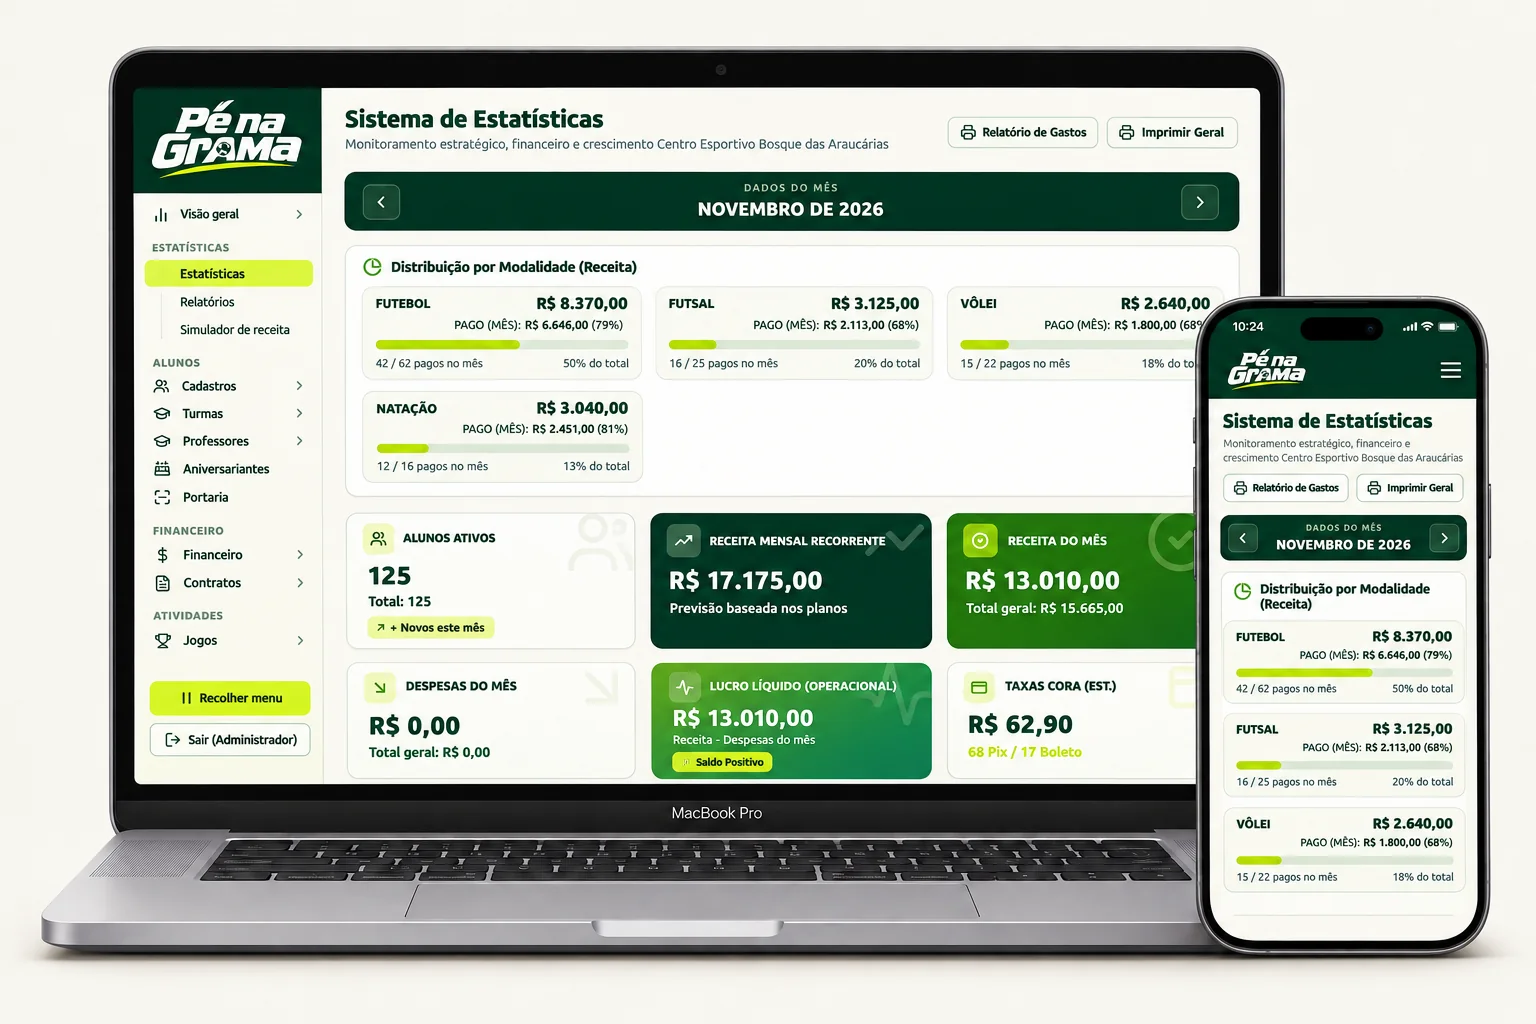 Pé na
GRAMA
Visão geral
ESTATÍSTICAS
Estatísticas
Relatórios
Simulador de receita
ALUNOS
Cadastros
Turmas
Professores
Aniversariantes
Portaria
FINANCEIRO
Financeiro
Contratos
ATIVIDADES
Jogos
Recolher menu
Sair (Administrador)
Sistema de Estatísticas
Monitoramento estratégico, financeiro e crescimento Centro Esportivo Bosque das Araucárias
Relatório de Gastos
Imprimir Geral
DADOS DO MÊS
NOVEMBRO DE 2026
Distribuição por Modalidade (Receita)
FUTEBOL R$ 8.370,00
PAGO (MÊS): R$ 6.646,00 (79%)
42 / 62 pagos no mês 50% do total
FUTSAL R$ 3.125,00
PAGO (MÊS): R$ 2.113,00 (68%)
16 / 25 pagos no mês 20% do total
VÔLEI R$ 2.640,00
PAGO (MÊS): R$ 1.800,00 (68%
15 / 22 pagos no mês 18% do to
NATAÇÃO R$ 3.040,00
PAGO (MÊS): R$ 2.451,00 (81%)
12 / 16 pagos no mês 13% do total
ALUNOS ATIVOS
125
Total: 125
+ Novos este mês
RECEITA MENSAL RECORRENTE
R$ 17.175,00
Previsão baseada nos planos
RECEITA DO MÊS
R$ 13.010,00
Total geral: R$ 15.665,00
DESPESAS DO MÊS
R$ 0,00
Total geral: R$ 0,00
LUCRO LÍQUIDO (OPERACIONAL)
R$ 13.010,00
Receita - Despesas do mês
Saldo Positivo
TAXAS CORA (EST.)
R$ 62,90
68 Pix / 17 Boleto
MacBook Pro
10:24
Pé na
GRAMA
Sistema de Estatísticas
Monitoramento estratégico, financeiro e
crescimento Centro Esportivo Bosque das Araucárias
Relatório de Gastos
Imprimir Geral
DADOS DO MÊS
NOVEMBRO DE 2026
Distribuição por Modalidade
(Receita)
FUTEBOL R$ 8.370,00
PAGO (MÊS): R$ 6.646,00 (79%)
42 / 62 pagos no mês 50% do total
FUTSAL R$ 3.125,00
PAGO (MÊS): R$ 2.113,00 (68%)
16 / 25 pagos no mês 20% do total
VÔLEI R$ 2.640,00
PAGO (MÊS): R$ 1.800,00 (68%)
15 / 22 pagos no mês 18% do total